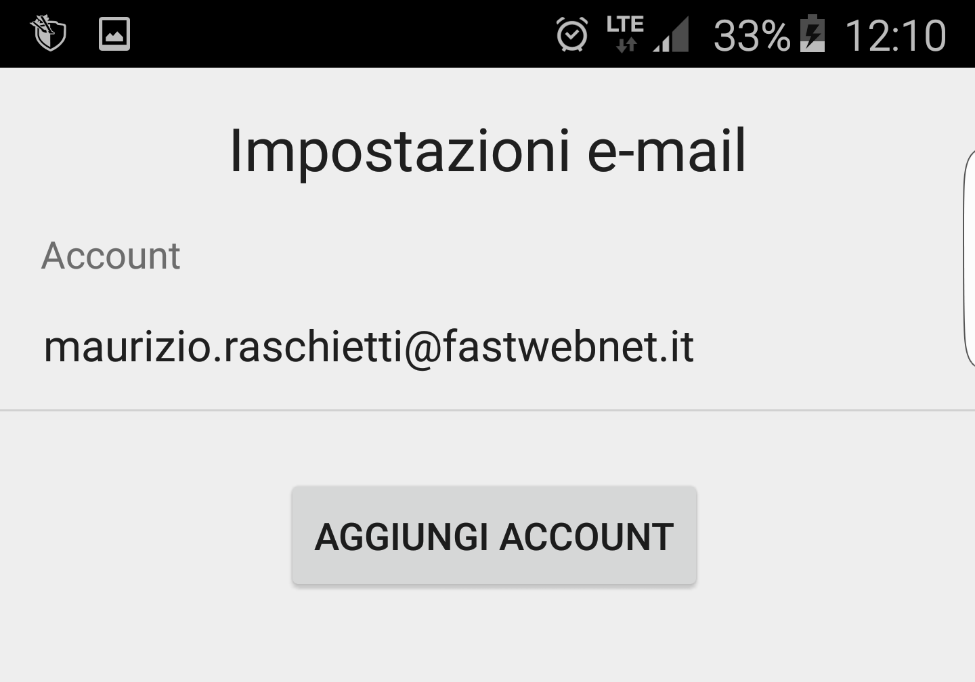 LTE 33% 12:10
Impostazioni e-mail
Account
maurizio.raschietti@fastwebnet.it
AGGIUNGI ACCOUNT